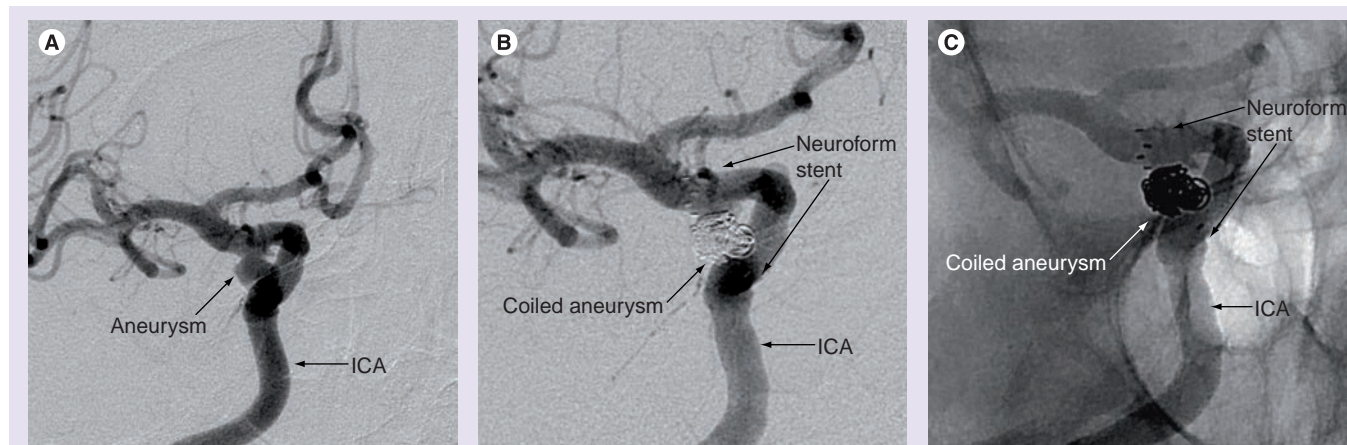 A
Aneurysm
ICA
B
Neuroform
stent
Coiled aneurysm
ICA
C
Neuroform
stent
Coiled aneurysm
ICA